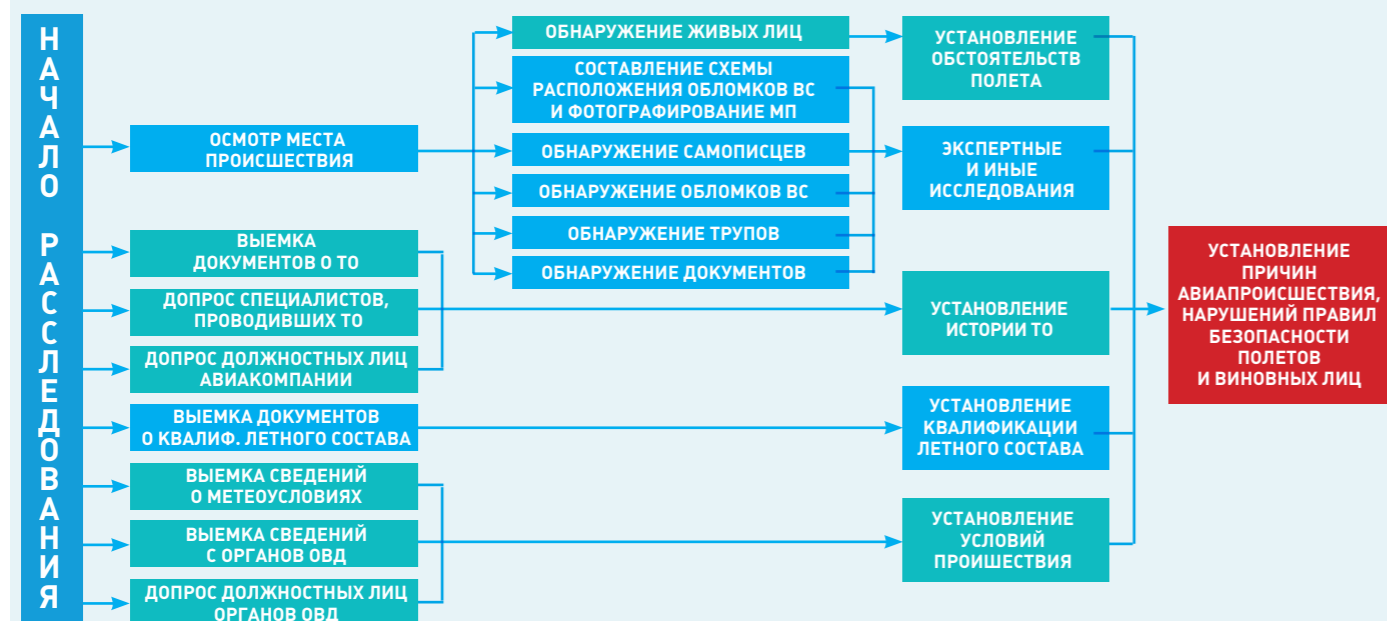 НАЧАЛО РАССЛЕДОВАНИЯ
ОСМОТР МЕСТА
ПРОИСШЕСТВИЯ
ВЫЕМКА
ДОКУМЕНТОВ О ТО
ДОПРОС СПЕЦИАЛИСТОВ,
ПРОВОДИВШИХ ТО
ДОПРОС ДОЛЖНОСТНЫХ ЛИЦ
АВИАКОМПАНИИ
ВЫЕМКА ДОКУМЕНТОВ
О КВАЛИФ. ЛЕТНОГО СОСТАВА
ВЫЕМКА СВЕДЕНИЙ
О МЕТЕОУСЛОВИЯХ
ВЫЕМКА СВЕДЕНИЙ
С ОРГАНОВ ОВД
ДОПРОС ДОЛЖНОСТНЫХ ЛИЦ
ОРГАНОВ ОВД
ОБНАРУЖЕНИЕ ЖИВЫХ ЛИЦ
СОСТАВЛЕНИЕ СХЕМЫ
РАСПОЛОЖЕНИЯ ОБЛОМКОВ ВС
И ФОТОГРАФИРОВАНИЕ МП
ОБНАРУЖЕНИЕ САМОПИСЦЕВ
ОБНАРУЖЕНИЕ ОБЛОМКОВ ВС
ОБНАРУЖЕНИЕ ТРУПОВ
ОБНАРУЖЕНИЕ ДОКУМЕНТОВ
УСТАНОВЛЕНИЕ
ОБСТОЯТЕЛЬСТВ
ПОЛЕТА
ЭКСПЕРТНЫЕ
И ИНЫЕ
ИССЛЕДОВАНИЯ
УСТАНОВЛЕНИЕ
ИСТОРИИ ТО
УСТАНОВЛЕНИЕ
КВАЛИФИКАЦИИ
ЛЕТНОГО СОСТАВА
УСТАНОВЛЕНИЕ
УСЛОВИЙ
ПРОИШЕСТВИЯ
УСТАНОВЛЕНИЕ
ПРИЧИН
АВИАПРОИСШЕСТВИЯ,
НАРУШЕНИЙ ПРАВИЛ
БЕЗОПАСНОСТИ
ПОЛЕТОВ
И ВИНОВНЫХ ЛИЦ